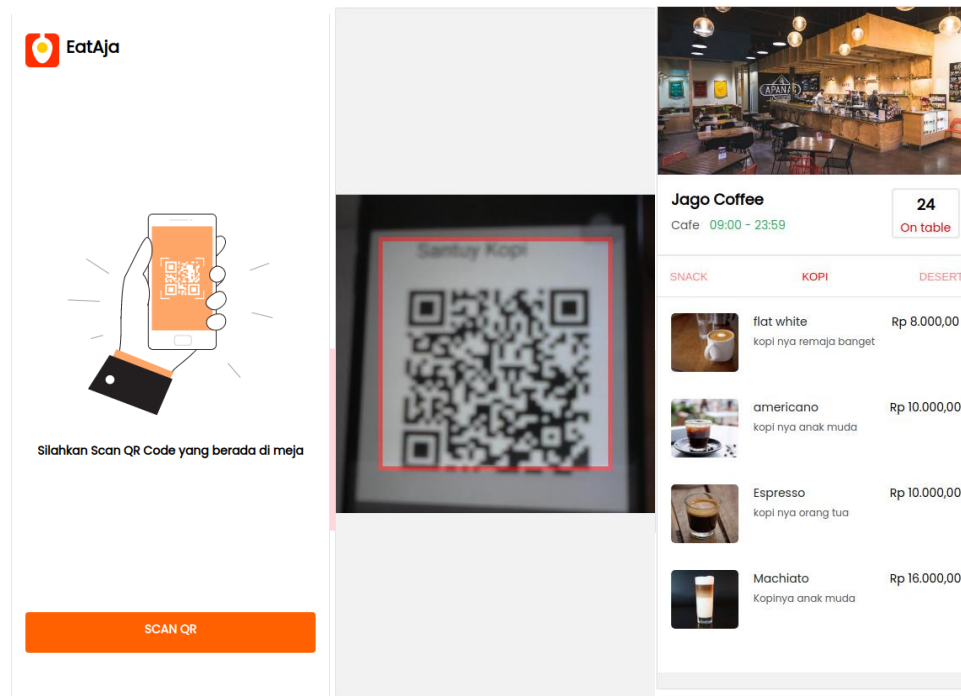 EatAja
Silahkan Scan QR Code yang berada di meja
SCAN QR
Santuy Kopi
APANAS
Jago Coffee
Cafe 09:00 - 23:59
24
On table
SNACK KOPI DESERT
flat white Rp 8.000,00
kopi nya remaja banget
americano Rp 10.000,00
kopi nya anak muda
Espresso Rp 10.000,00
kopi nya orang tua
Machiato Rp 16.000,00
Kopinya anak muda